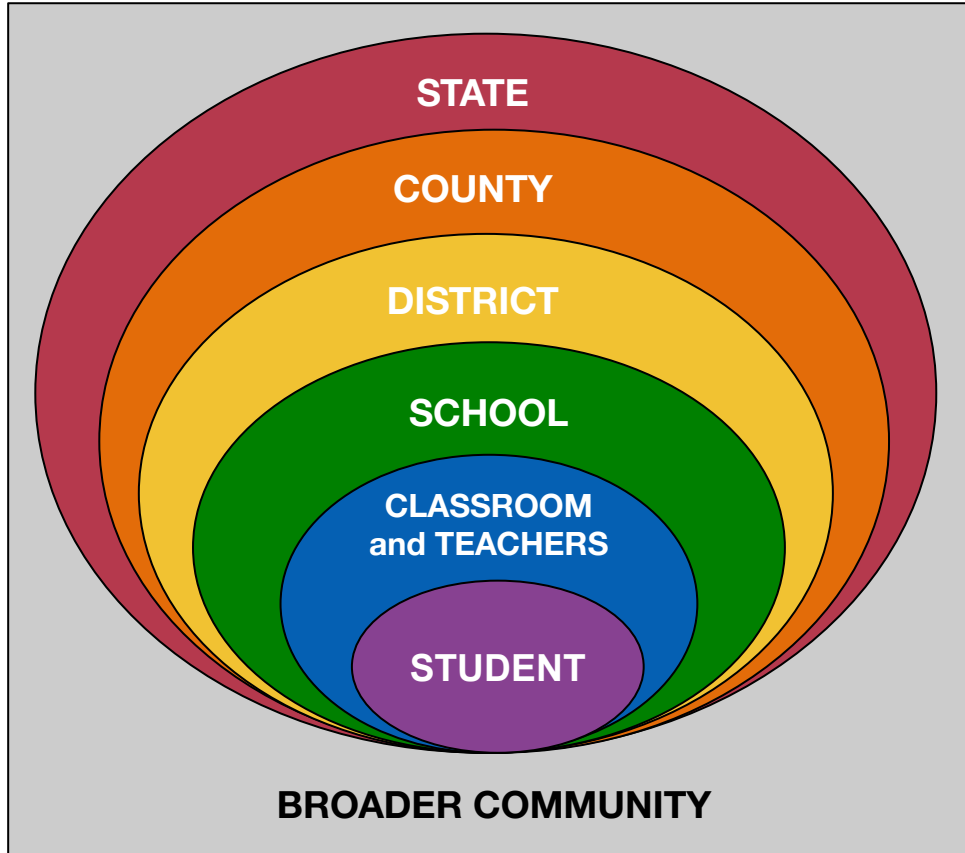 STATE
COUNTY
DISTRICT
SCHOOL
CLASSROOM
and TEACHERS
STUDENT
BROADER COMMUNITY